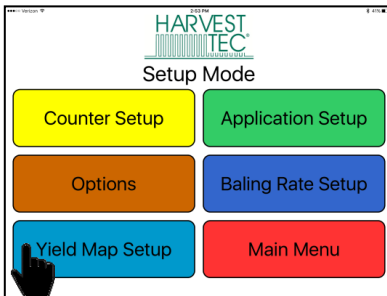 Verizon 2:53 PM 41%
HARVEST
TEC
Setup Mode
Counter Setup Application Setup
Options Baling Rate Setup
Yield Map Setup Main Menu